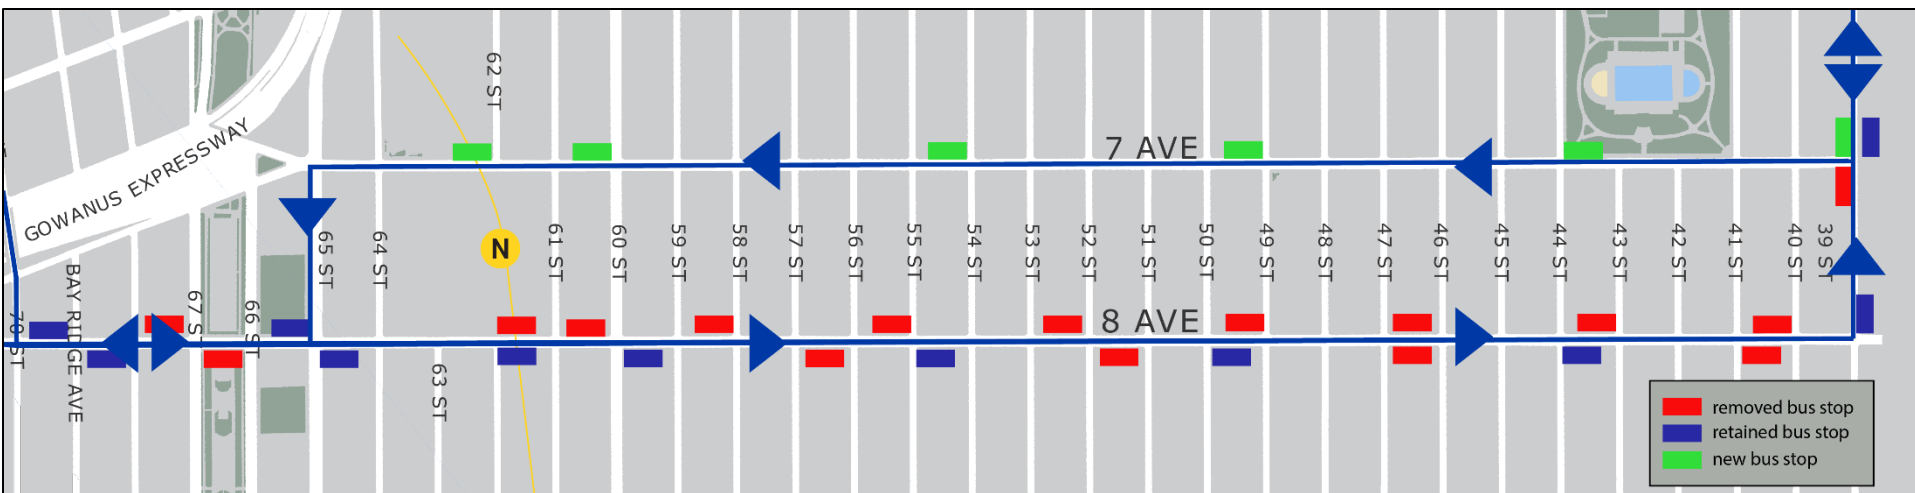 62 ST
GOWANUS EXPRESSWAY
7 AVE
65 ST
64 ST
N
61 ST
60 ST
59 ST
58 ST
57 ST
56 ST
55 ST
54 ST
53 ST
52 ST
51 ST
50 ST
49 ST
48 ST
47 ST
46 ST
45 ST
44 ST
43 ST
42 ST
41 ST
40 ST
39 ST
70 ST
BAY RIDGE AVE
67 S
66 ST
8 AVE
63 ST
removed bus stop
retained bus stop
new bus stop